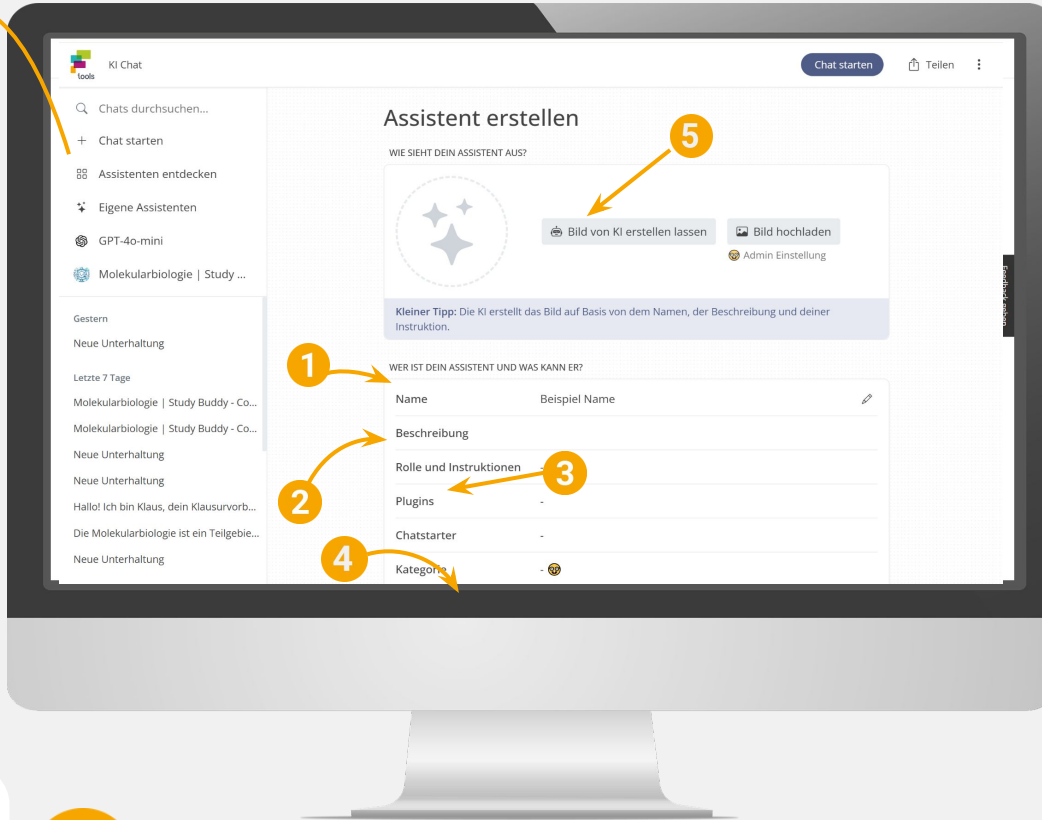 tools
KI Chat
Chat starten
Teilen
Chats durchsuchen...
Chat starten
Assistenten entdecken
Eigene Assistenten
GPT-4o-mini
Molekularbiologie | Study ...
Gestern
Neue Unterhaltung
Letzte 7 Tage
Molekularbiologie | Study Buddy - Co...
Molekularbiologie | Study Buddy - Co...
Neue Unterhaltung
Neue Unterhaltung
Hallo! Ich bin Klaus, dein Klausurvorb...
Die Molekularbiologie ist ein Teilgebie...
Neue Unterhaltung
Assistent erstellen
5
WIE SIEHT DEIN ASSISTENT AUS?
Bild von KI erstellen lassen
Bild hochladen
Admin Einstellung
Kleiner Tipp: Die KI erstellt das Bild auf Basis von dem Namen, der Beschreibung und deiner
Instruktion.
1
WER IST DEIN ASSISTENT UND WAS KANN ER?
Name Beispiel Name
2
Beschreibung
Rolle und Instruktionen -
3
Plugins -
Chatstarter -
4
Kategorie -
Feedback geben